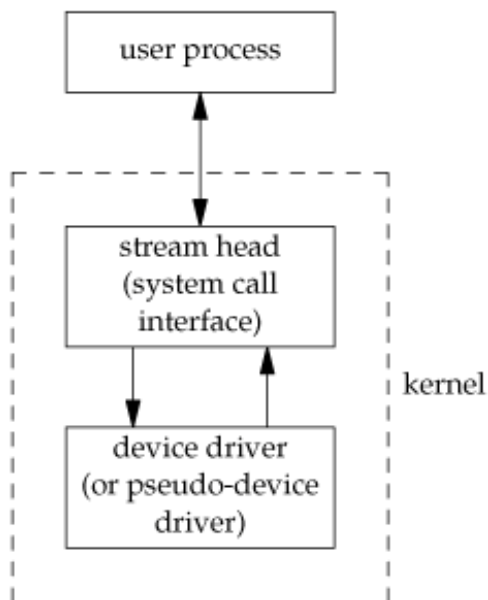 user process
stream head
(system call
interface)
kernel
device driver
(or pseudo-device
driver)